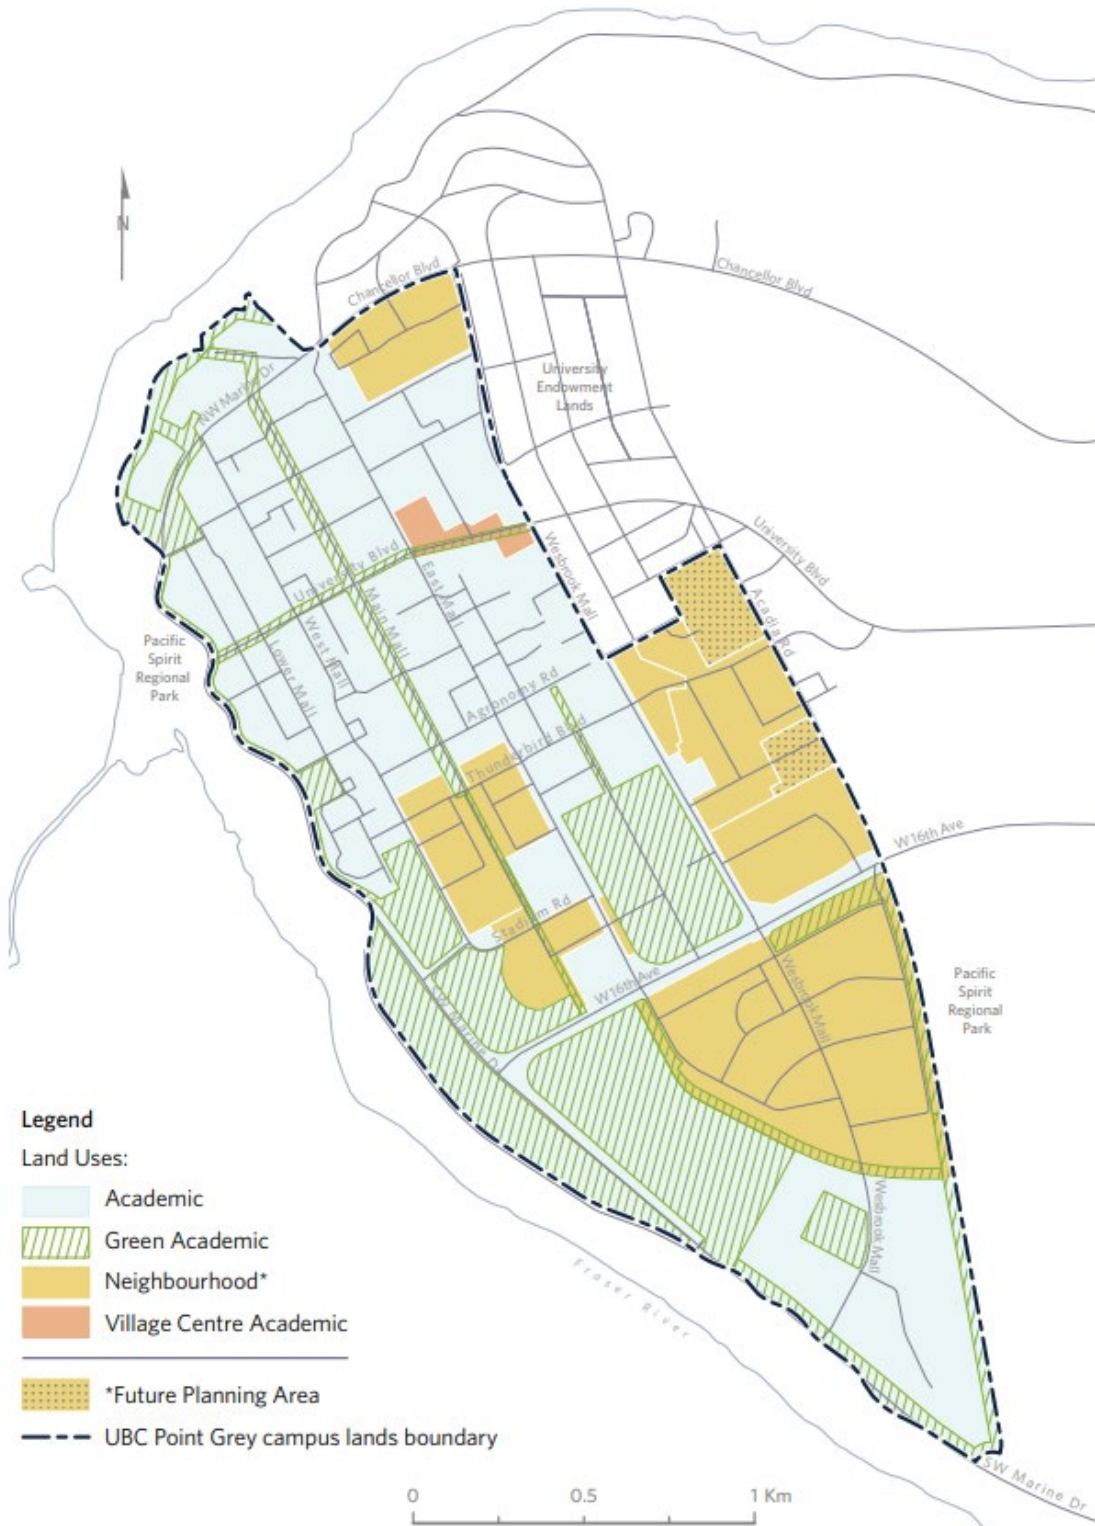 N
Chancellor Blvd
Chancellor Blvd
NW Marine Dr
University
Endowment
Lands
University Blvd
East Mall
Wesbrook Mall
University Blvd
Main Mall
West Mall
Lower Mall
Acadia Rd
Pacific
Spirit
Regional
Park
Agronomy Rd
Thunderbird Blvd
W 16th Ave
Stadium Rd
W 16th Ave
Wesbrook Mall
SW Marine D
Pacific
Spirit
Regional
Park
Wesbrook Mall
Fraser River
SW Marine Dr
Legend
Land Uses:
Academic
Green Academic
Neighbourhood*
Village Centre Academic
*Future Planning Area
UBC Point Grey campus lands boundary
0 0.5 1 Km